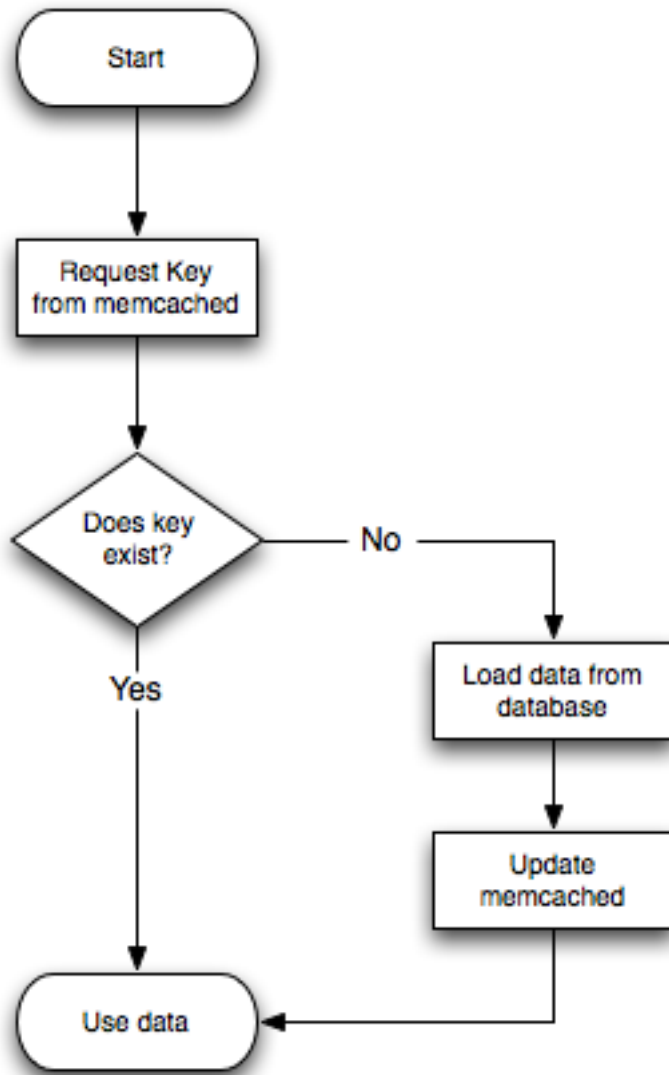 Start
Request Key
from memcached
Does key
exist?
No
Yes
Load data from
database
Update
memcached
Use data